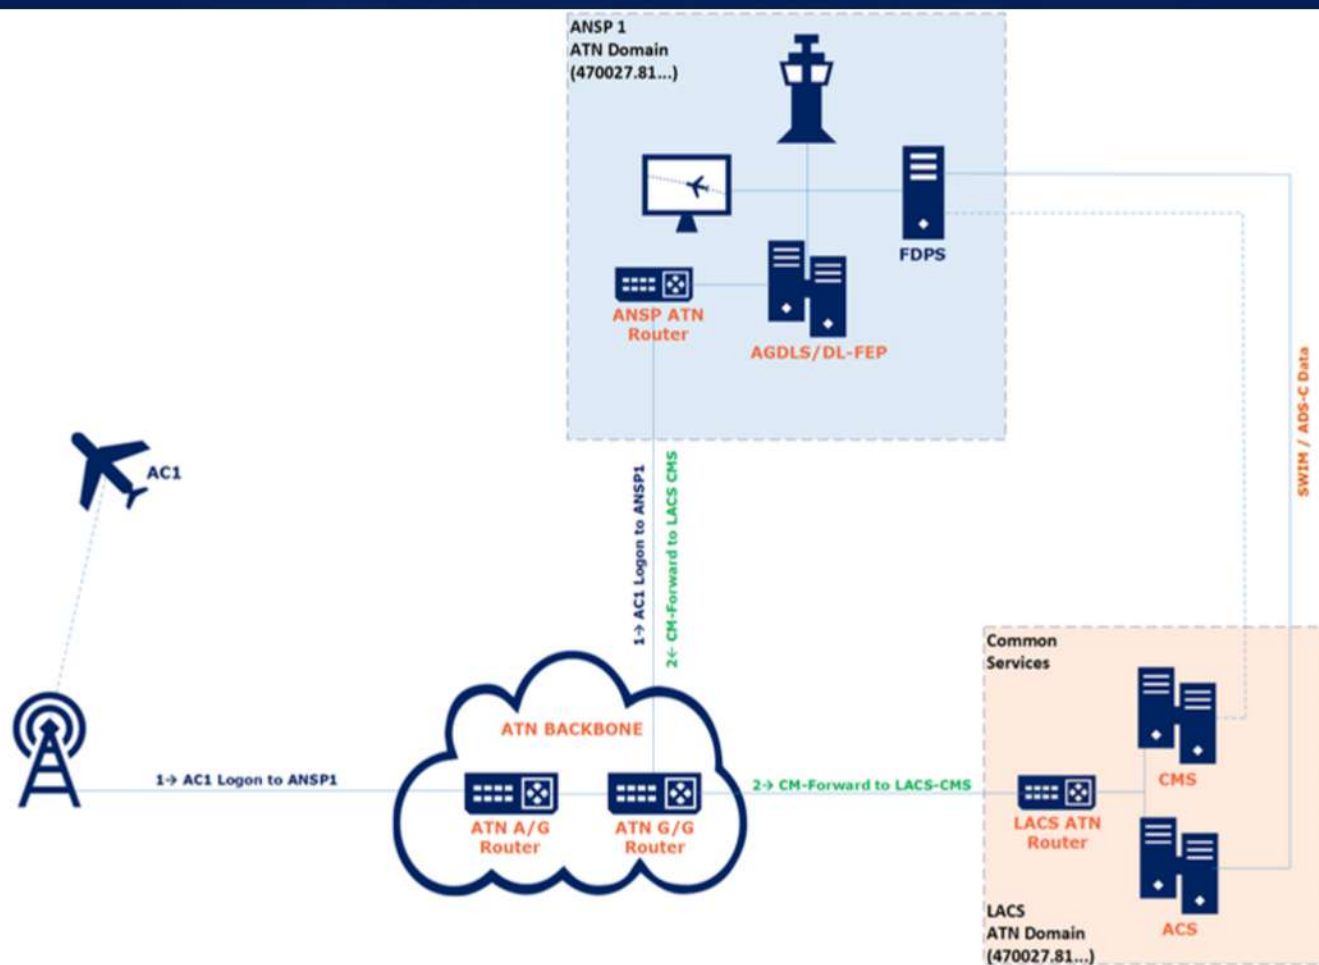 ANSP 1
ATN Domain
(470027.81...)
FDPS
ANSP ATN
Router
AGDLS/DL-FEP
SWIM / ADS-C Data
AC1
1→ AC1 Logon to ANSP1
2← CM-Forward to LACS CMS
Common
Services
ATN BACKBONE
1→ AC1 Logon to ANSP1
2→ CM-Forward to LACS-CMS
CMS
ATN A/G
Router
ATN G/G
Router
LACS ATN
Router
LACS
ATN Domain
(470027.81...)
ACS